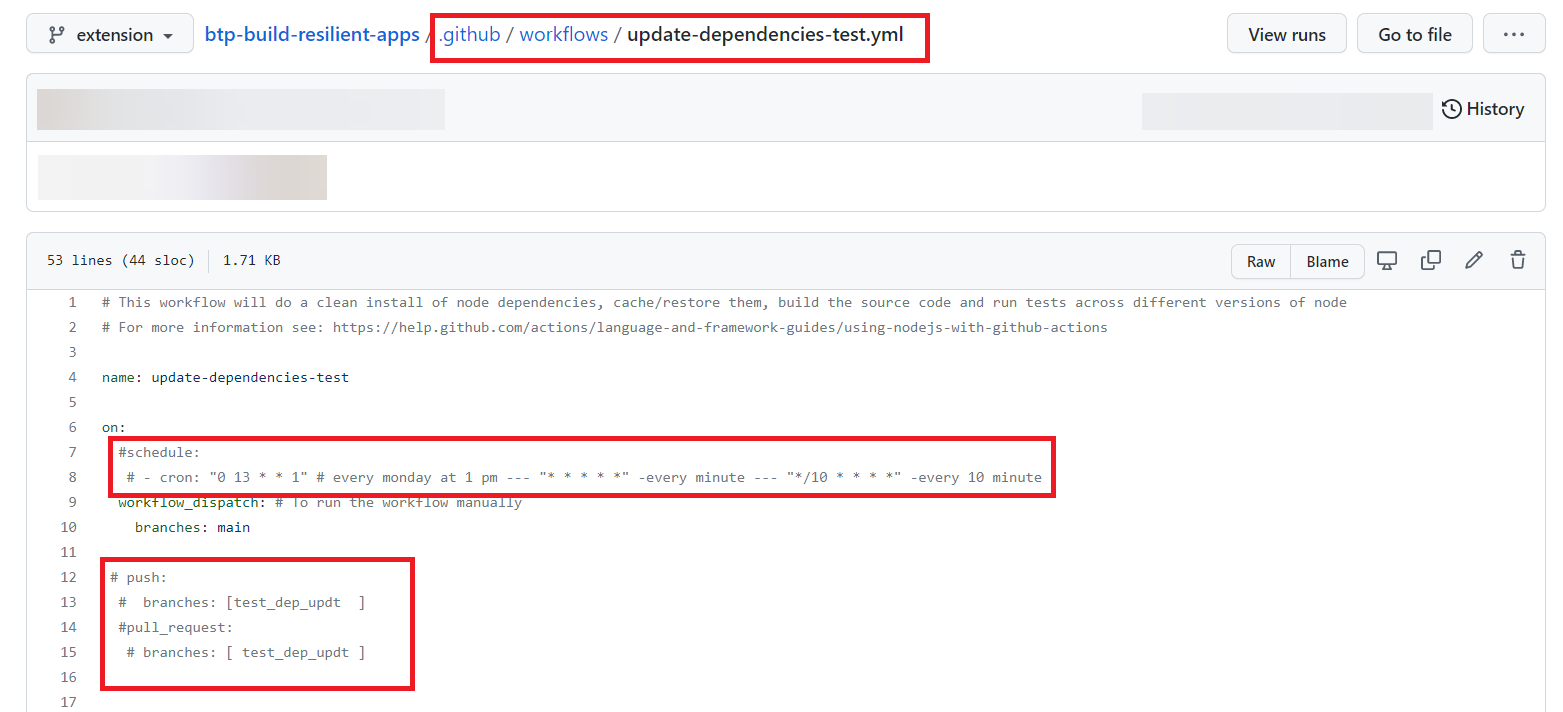 extension btp-build-resilient-apps / .github / workflows / update-dependencies-test.yml View runs Go to file ...
History
53 lines (44 sloc) 1.71 KB Raw Blame
1 # This workflow will do a clean install of node dependencies, cache/restore them, build the source code and run tests across different versions of node
2 # For more information see: https://help.github.com/actions/language-and-framework-guides/using-nodejs-with-github-actions
3
4 name: update-dependencies-test
5
6 on:
7 #schedule:
8 # - cron: "0 13 * * 1" # every monday at 1 pm --- "* * * * *" -every minute --- "*/10 * * * *" -every 10 minute
9 workflow_dispatch: # To run the workflow manually
10 branches: main
11
12 # push:
13 # branches: [test_dep_updt ]
14 #pull_request:
15 # branches: [ test_dep_updt ]
16
17